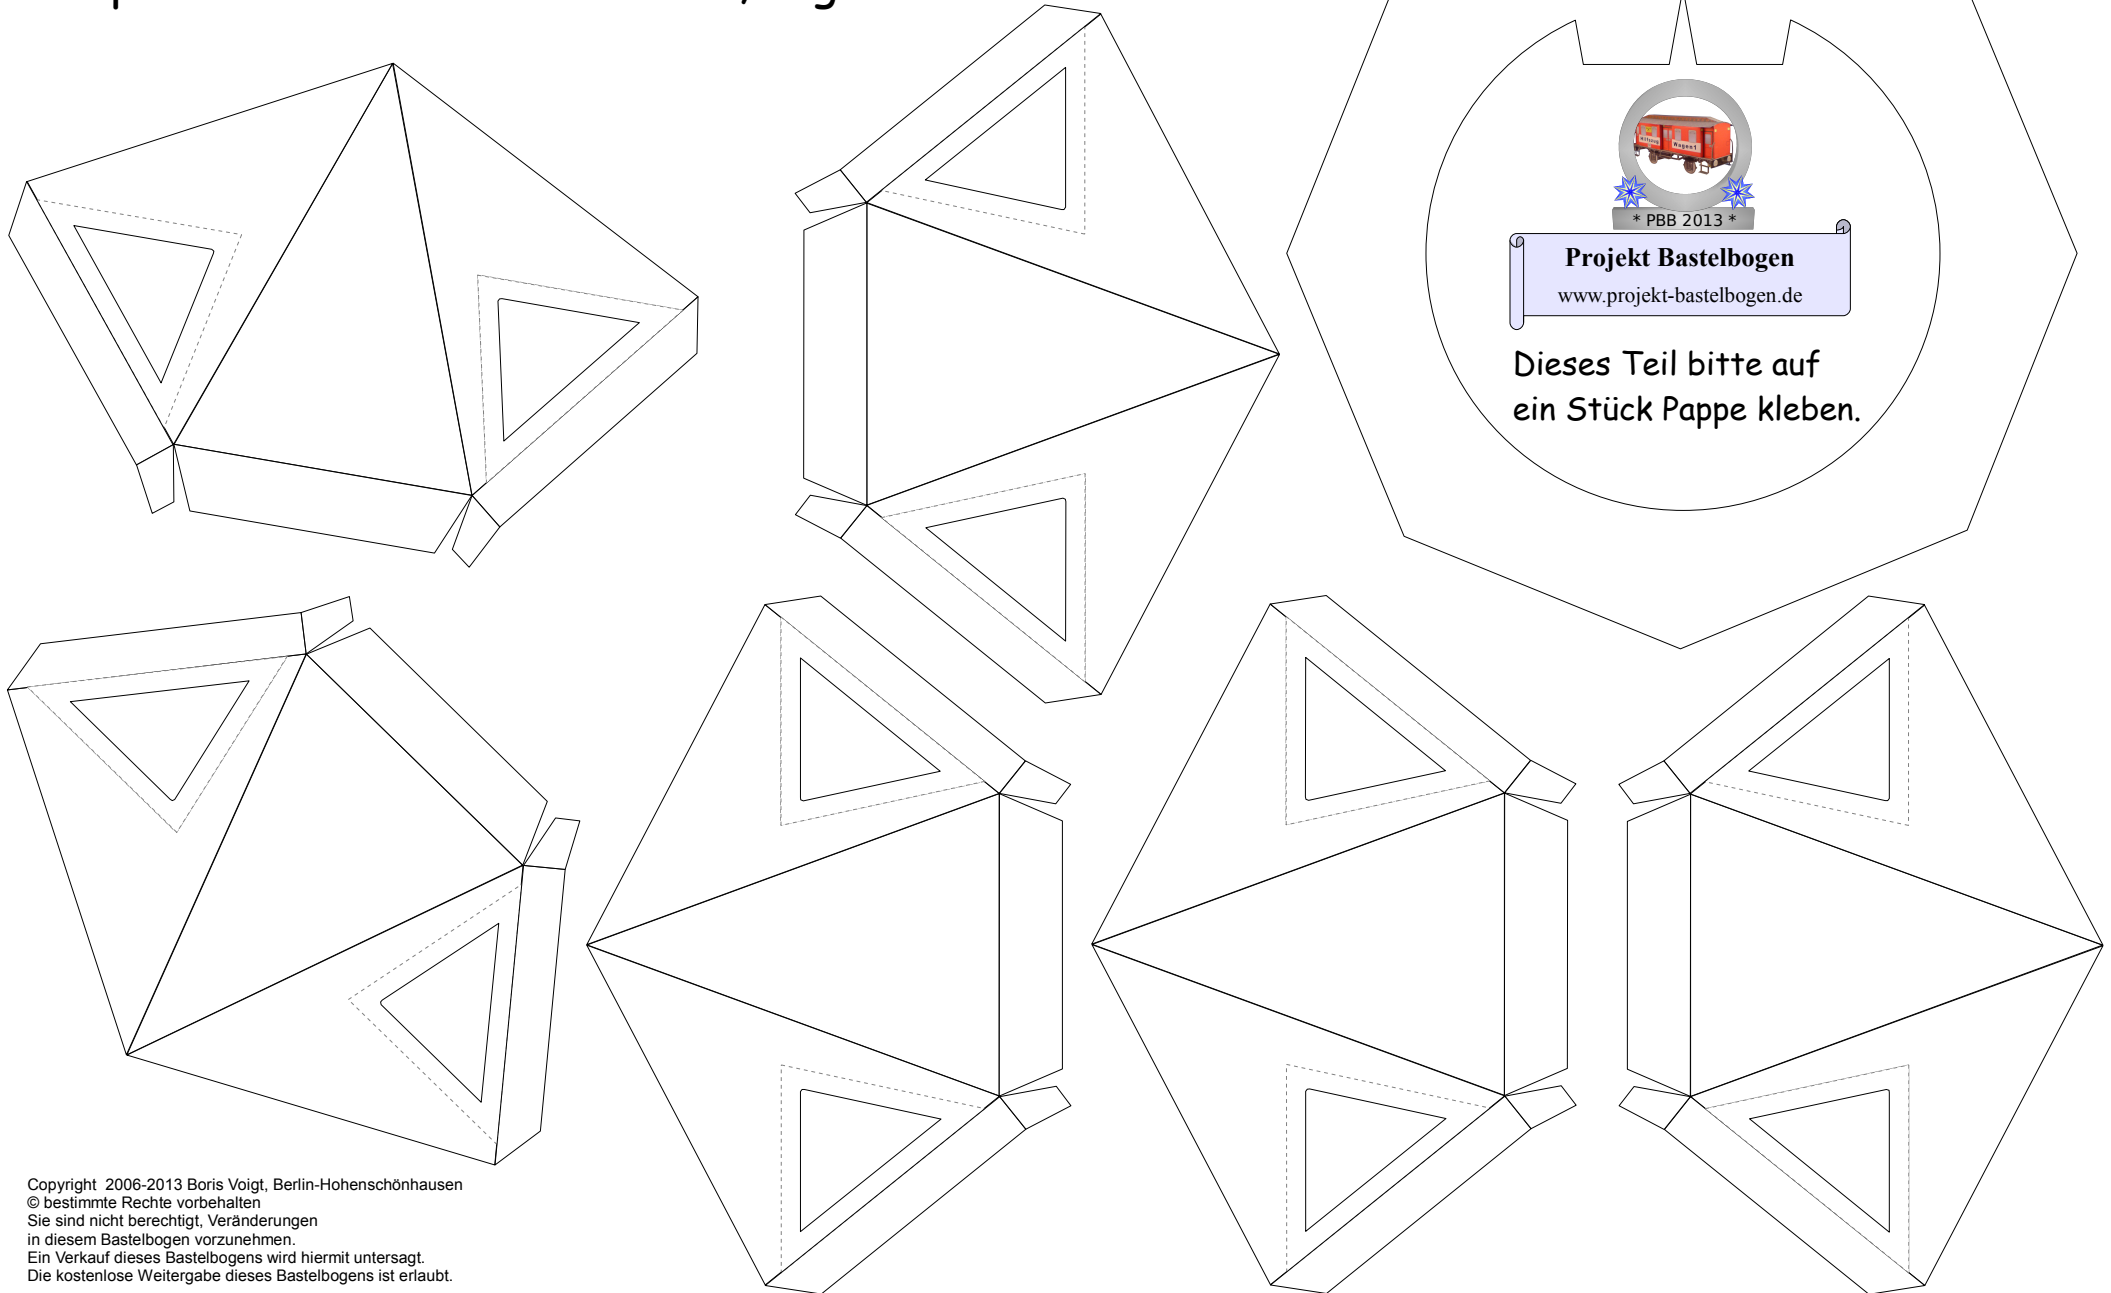 * PBB 2013 *
Projekt Bastelbogen
www.projekt-bastelbogen.de
Dieses Teil bitte auf
ein Stück Pappe kleben.
Copyright 2006-2013 Boris Voigt, Berlin-Hohenschönhausen
© bestimmte Rechte vorbehalten
Sie sind nicht berechtigt, Veränderungen
in diesem Bastelbogen vorzunehmen.
Ein Verkauf dieses Bastelbogens wird hiermit untersagt.
Die kostenlose Weitergabe dieses Bastelbogens ist erlaubt.